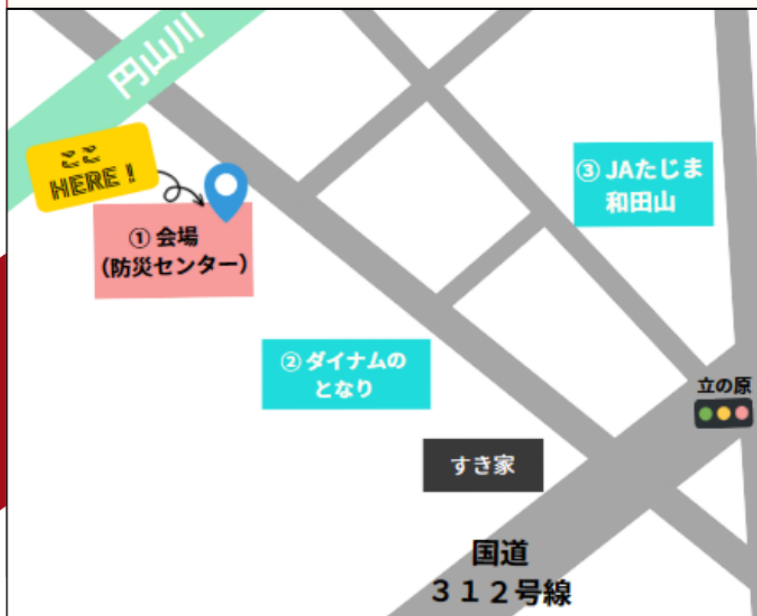 円山川
ここ
HERE！
① 会場
（防災センター）
③ JAたじま
和田山
② ダイナムの
となり
立の原
すき家
国道
３１２号線